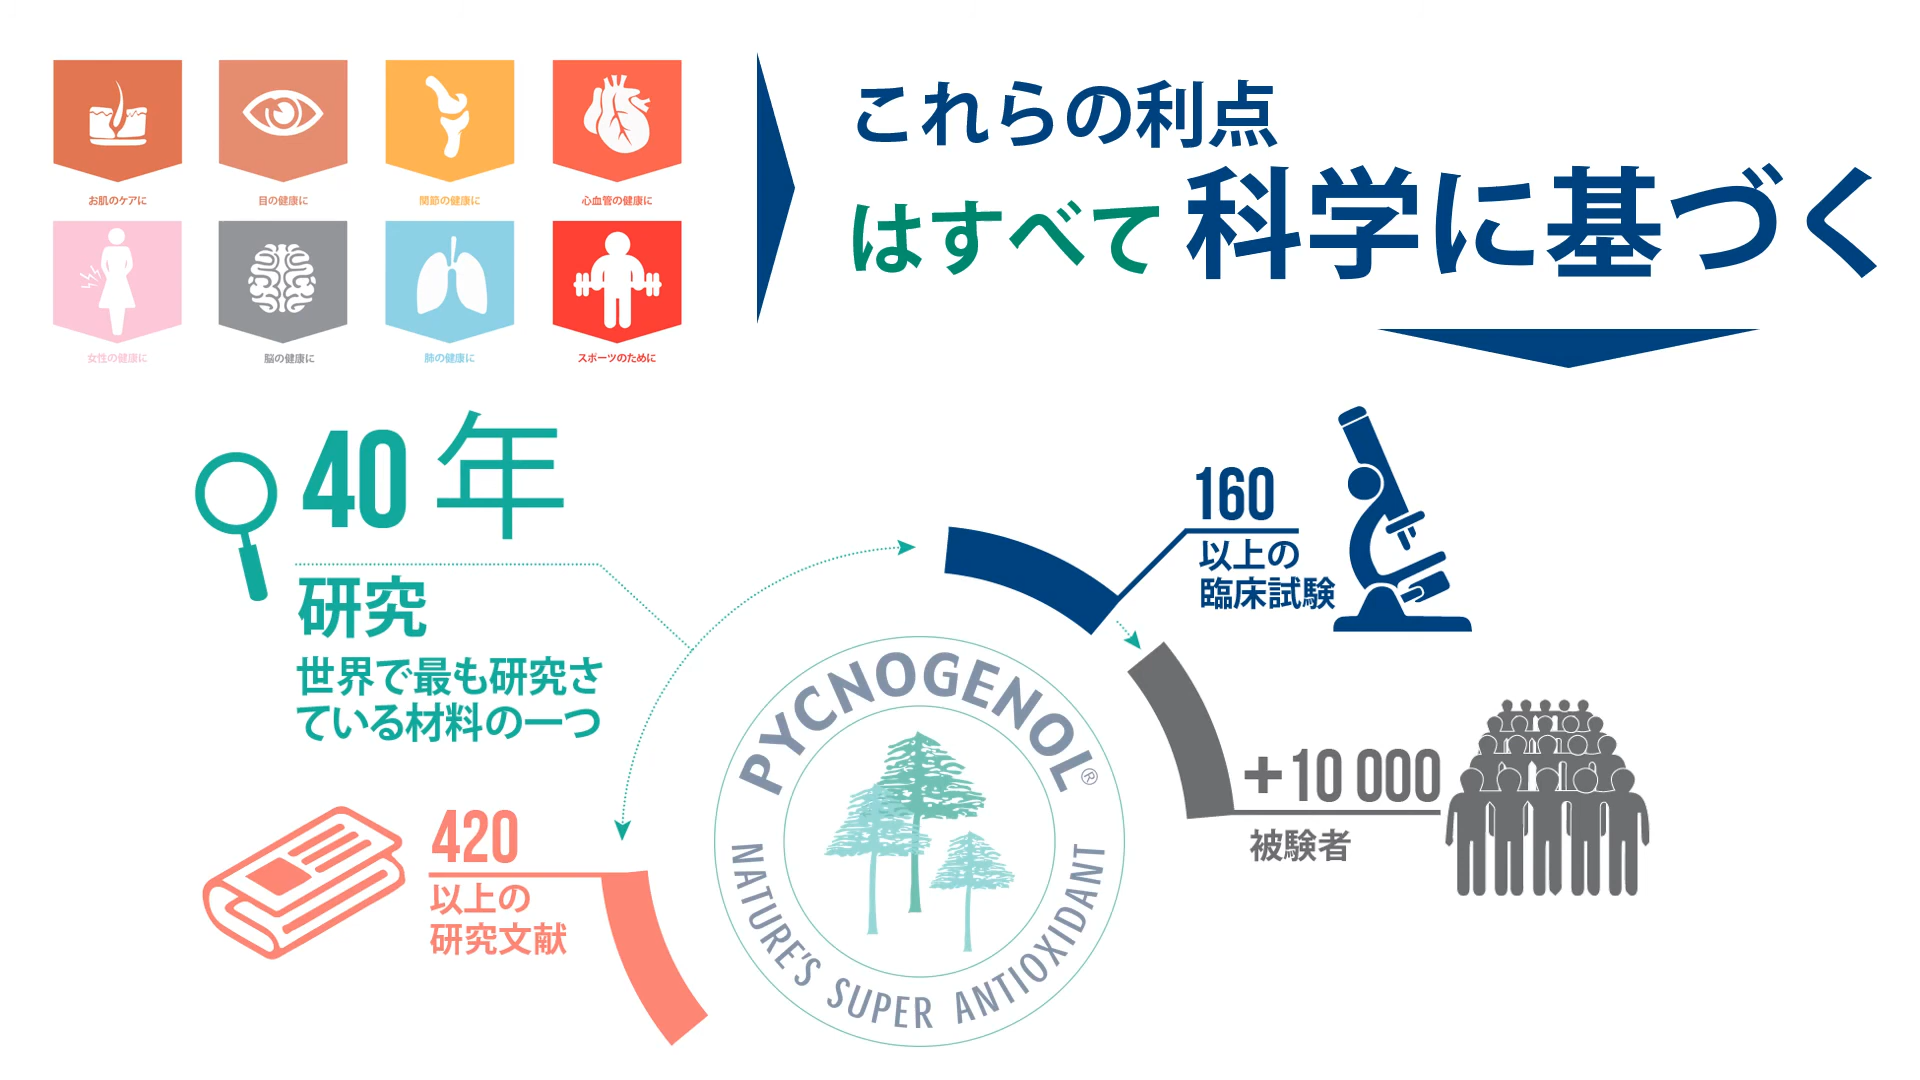 お肌のケアに
目の健康に
関節の健康に
心血管の健康に
女性の健康に
脳の健康に
肺の健康に
スポーツのために
これらの利点
はすべて 科学に基づく
40 年
研究
世界で最も研究さ
ている材料の一つ
160
以上の
臨床試験
+10 000
被験者
420
以上の
研究文献
PYCNOGENOL®
NATURE'S SUPER ANTIOXIDANT